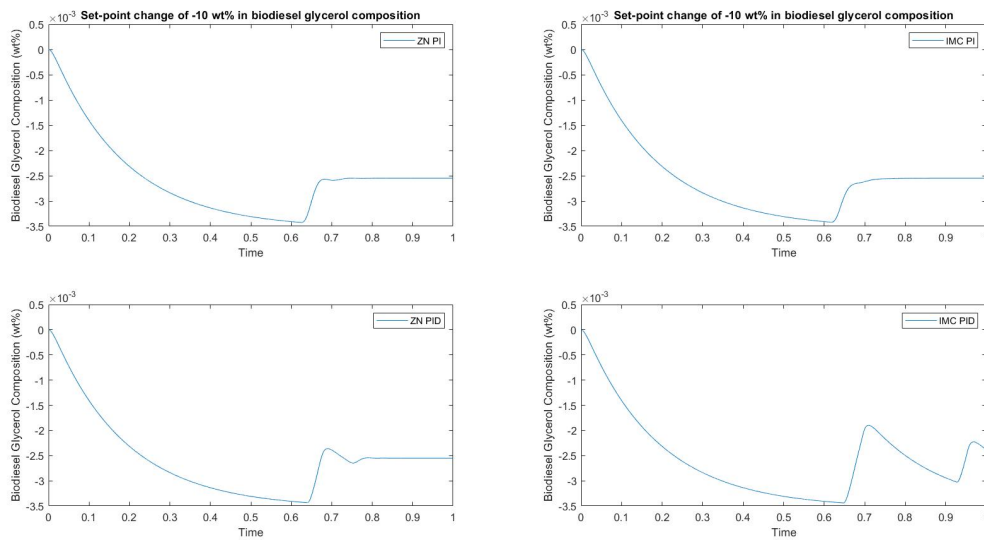 Set-point change of -10 wt% in biodiesel glycerol composition
×10-3
0.5
0
-0.5
-1
-1.5
-2
-2.5
-3
-3.5
Biodiesel Glycerol Composition (wt%)
ZN PI
0 0.1 0.2 0.3 0.4 0.5 0.6 0.7 0.8 0.9 1
Time
Set-point change of -10 wt% in biodiesel glycerol composition
×10-3
0.5
0
-0.5
-1
-1.5
-2
-2.5
-3
-3.5
Biodiesel Glycerol Composition (wt%)
IMC PI
0 0.1 0.2 0.3 0.4 0.5 0.6 0.7 0.8 0.9
Time
×10-3
0.5
0
-0.5
-1
-1.5
-2
-2.5
-3
-3.5
Biodiesel Glycerol Composition (wt%)
ZN PID
0 0.1 0.2 0.3 0.4 0.5 0.6 0.7 0.8 0.9 1
Time
×10-3
0.5
0
-0.5
-1
-1.5
-2
-2.5
-3
-3.5
Biodiesel Glycerol Composition (wt%)
IMC PID
0 0.1 0.2 0.3 0.4 0.5 0.6 0.7 0.8 0.9
Time